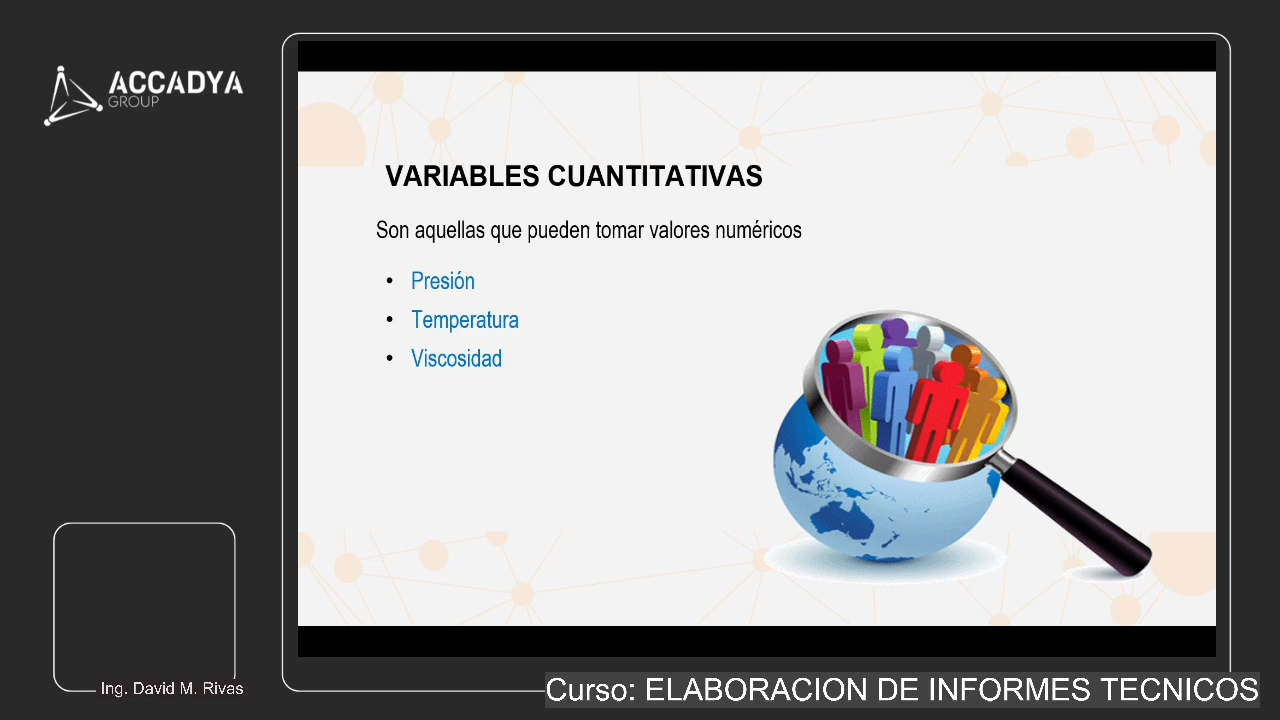 ACCADYA
GROUP
VARIABLES CUANTITATIVAS
Son aquellas que pueden tomar valores numéricos
• Presión
• Temperatura
• Viscosidad
Ing. David M. Rivas
Curso: ELABORACION DE INFORMES TECNICOS